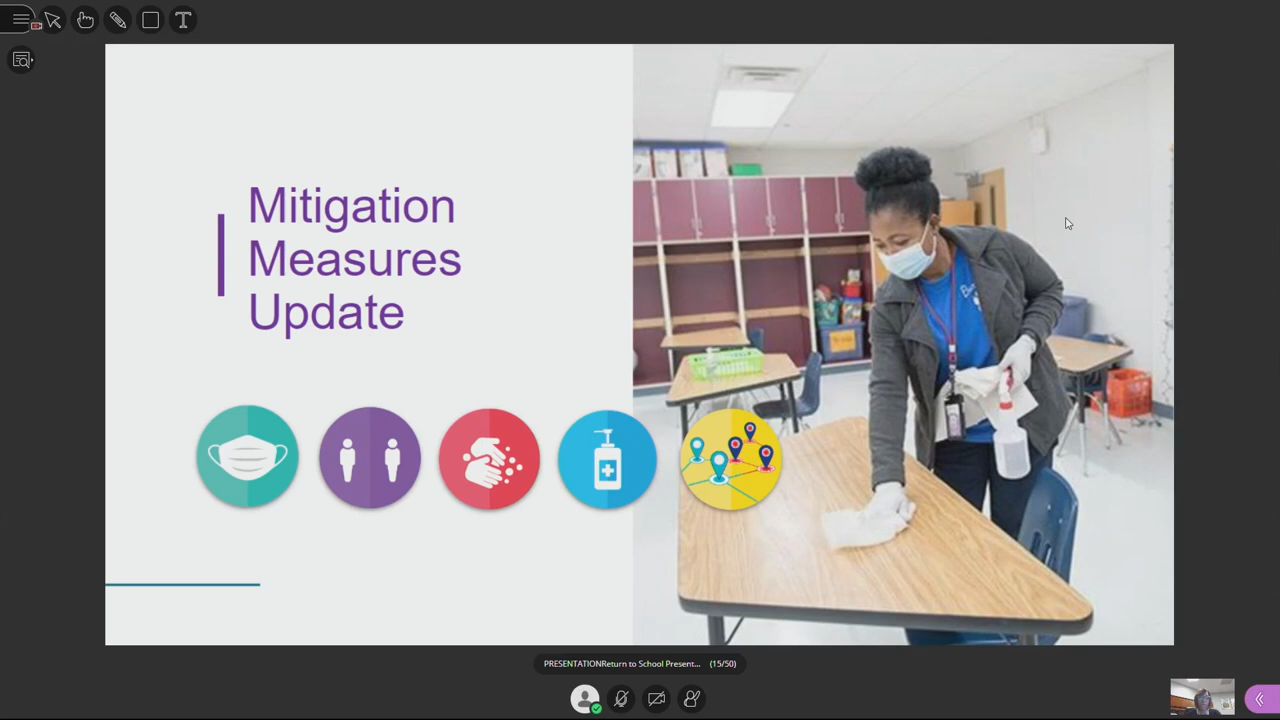 Mitigation
Measures
Update
PRESENTATIONReturn to School Present... (15/50)